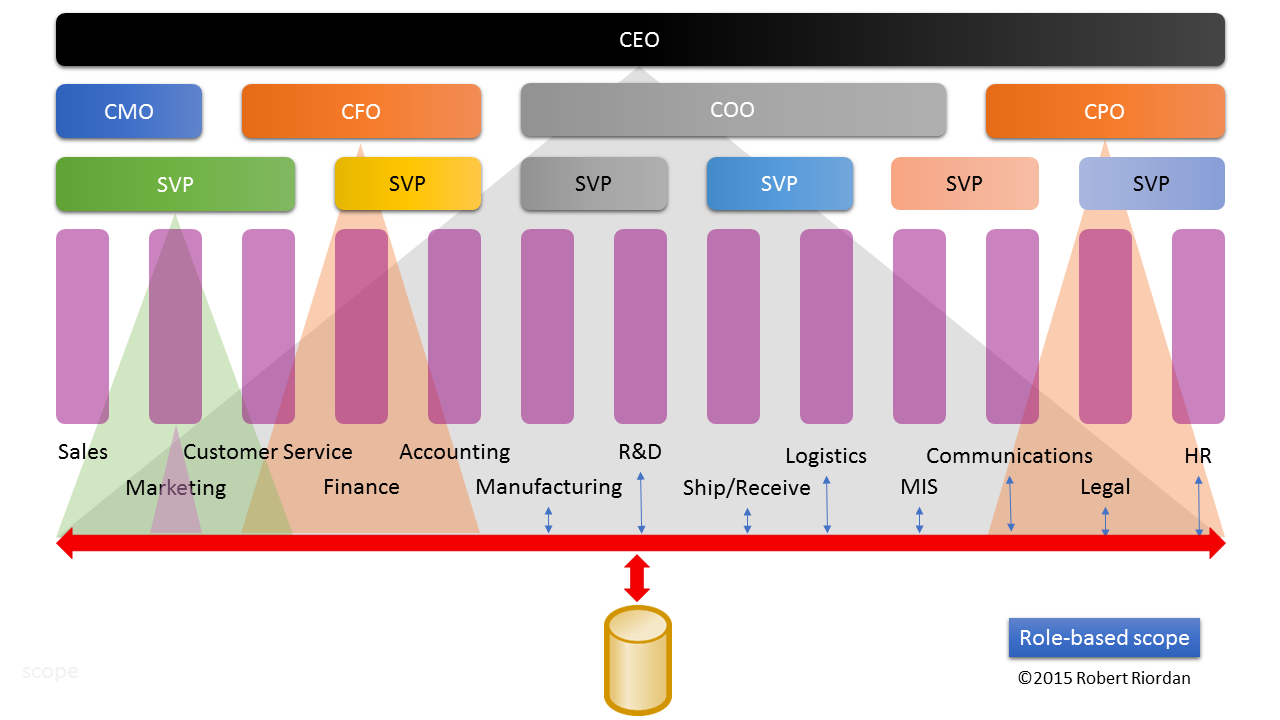 CEO
CMO
CFO
COO
CPO
SVP
SVP
SVP
SVP
SVP
SVP
Sales
Customer Service
Accounting
R&D
Logistics
Communications
HR
Marketing
Finance
Manufacturing
Ship/Receive
MIS
Legal
Role-based scope
scope
©2015 Robert Riordan